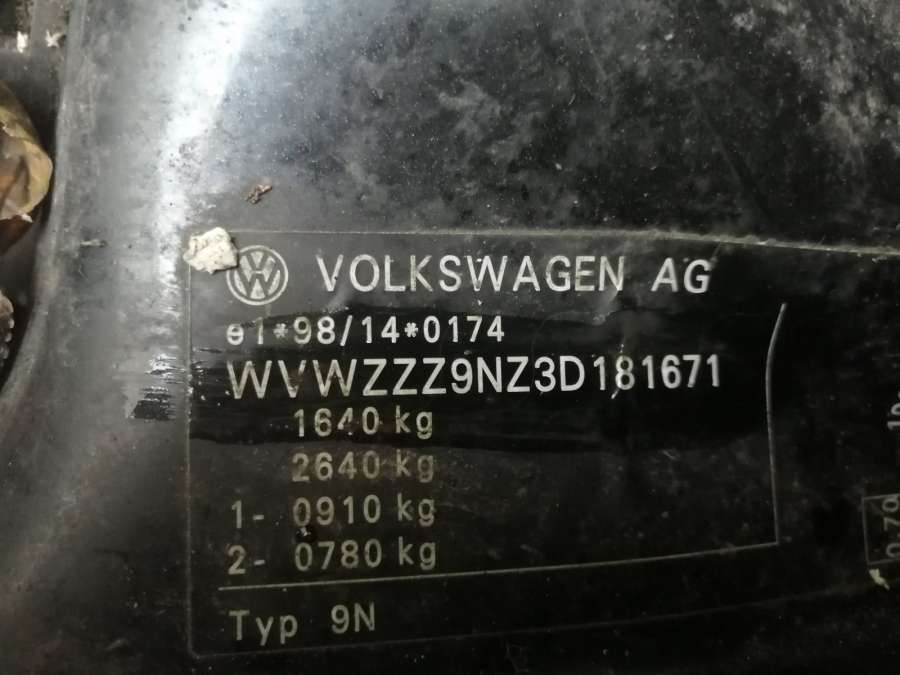 VOLKSWAGEN AG
e1*98/14*0174
WVWZZZ9NZ3D181671
1640 kg
2640 kg
1- 0910 kg
2- 0780 kg
Typ 9N